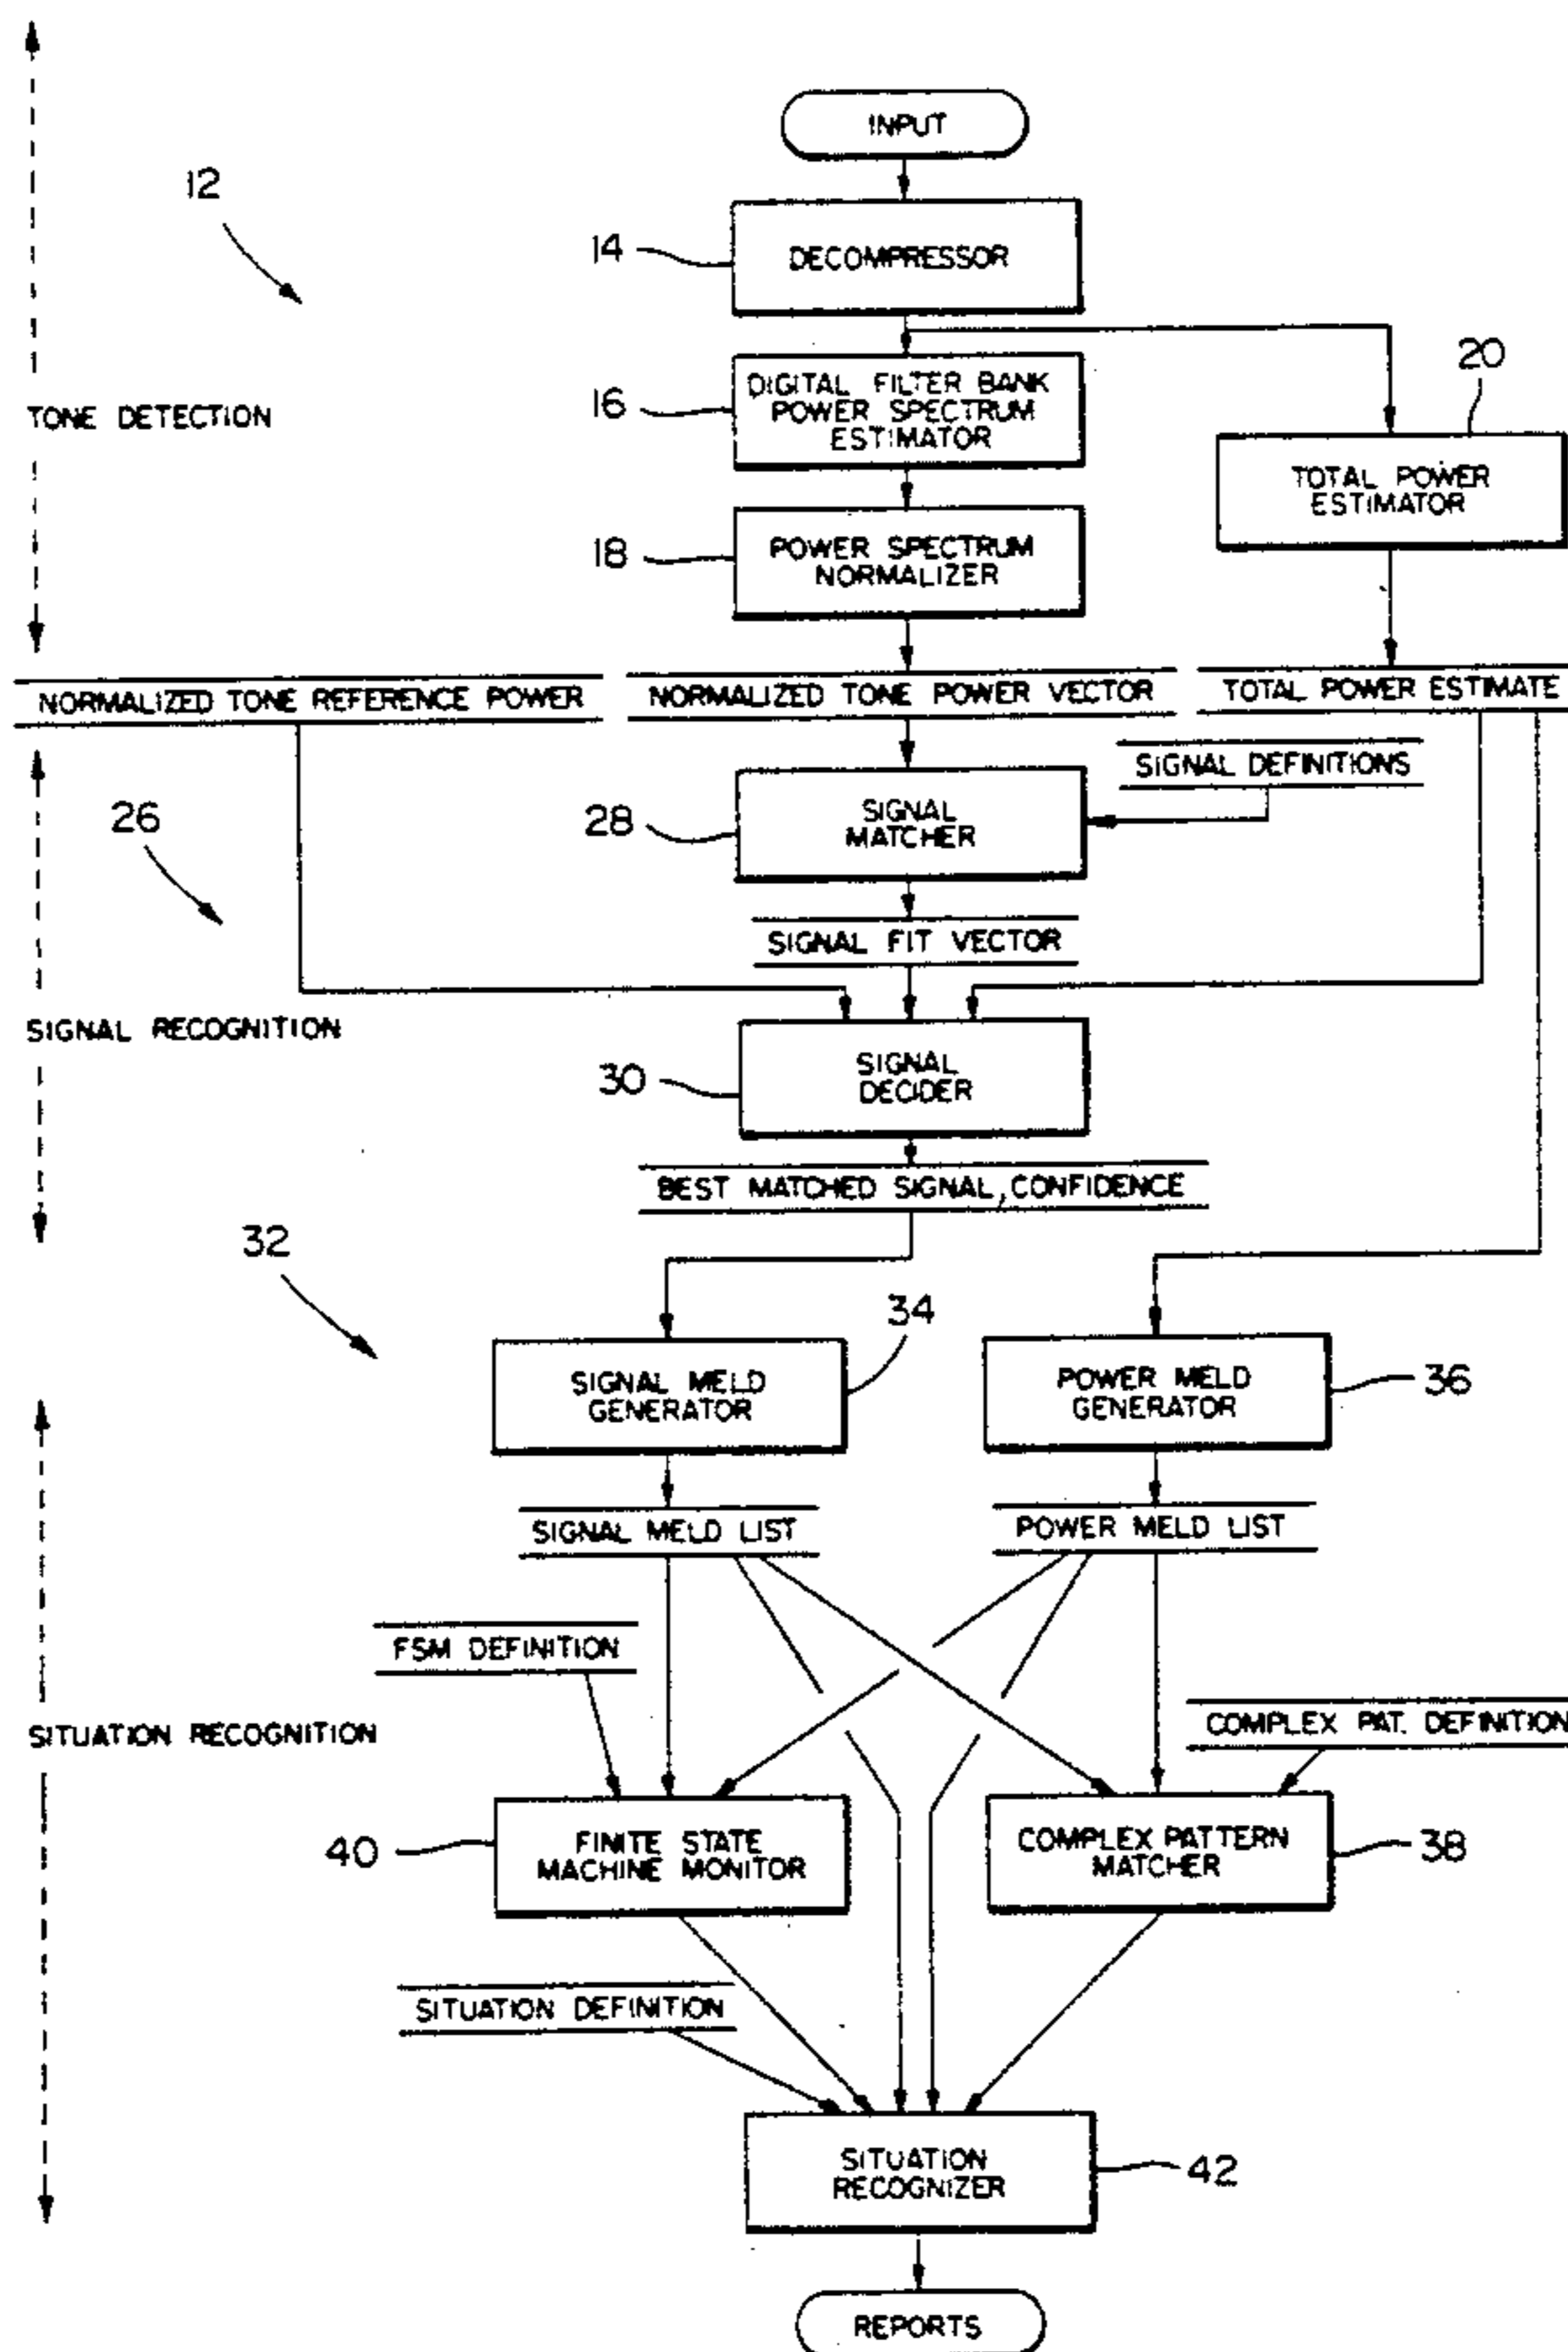 INPUT
12
14
DECOMPRESSOR
20
16
DIGITAL FILTER BANK
POWER SPECTRUM
ESTIMATOR
TONE DETECTION
TOTAL POWER
ESTIMATOR
18
POWER SPECTRUM
NORMALIZER
NORMALIZED TONE REFERENCE POWER
NORMALIZED TONE POWER VECTOR
TOTAL POWER ESTIMATE
SIGNAL DEFINITIONS
26
28
SIGNAL
MATCHER
SIGNAL FIT VECTOR
SIGNAL RECOGNITION
30
SIGNAL
DECIDER
BEST MATCHED SIGNAL, CONFIDENCE
32
34
SIGNAL MELD
GENERATOR
POWER MELD
GENERATOR
36
SIGNAL MELD LIST
POWER MELD LIST
FSM DEFINITION
SITUATION RECOGNITION
COMPLEX PAT. DEFINITION
40
FINITE STATE
MACHINE MONITOR
COMPLEX PATTERN
MATCHER
38
SITUATION DEFINITION
SITUATION
RECOGNIZER
42
REPORTS